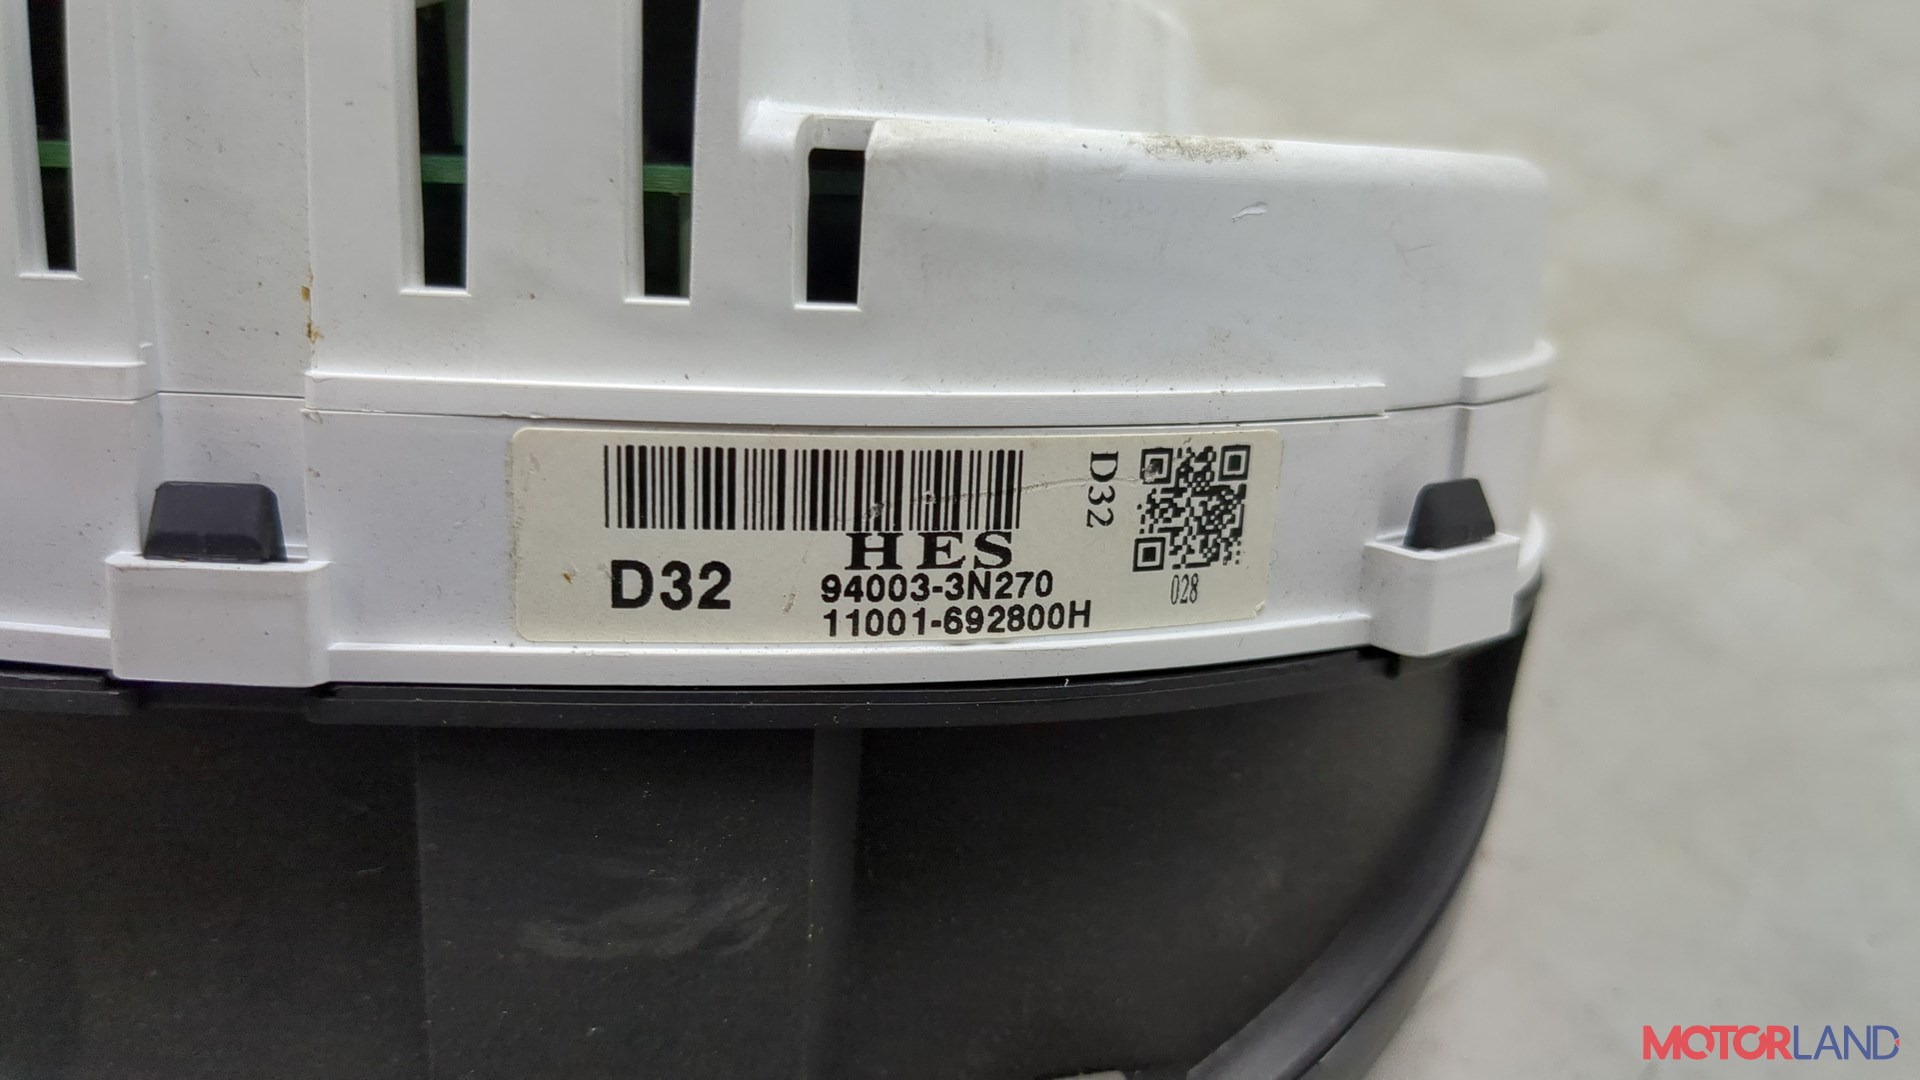 D32
HES
D32
94003-3N270
11001-692800H
028
MOTORLAND